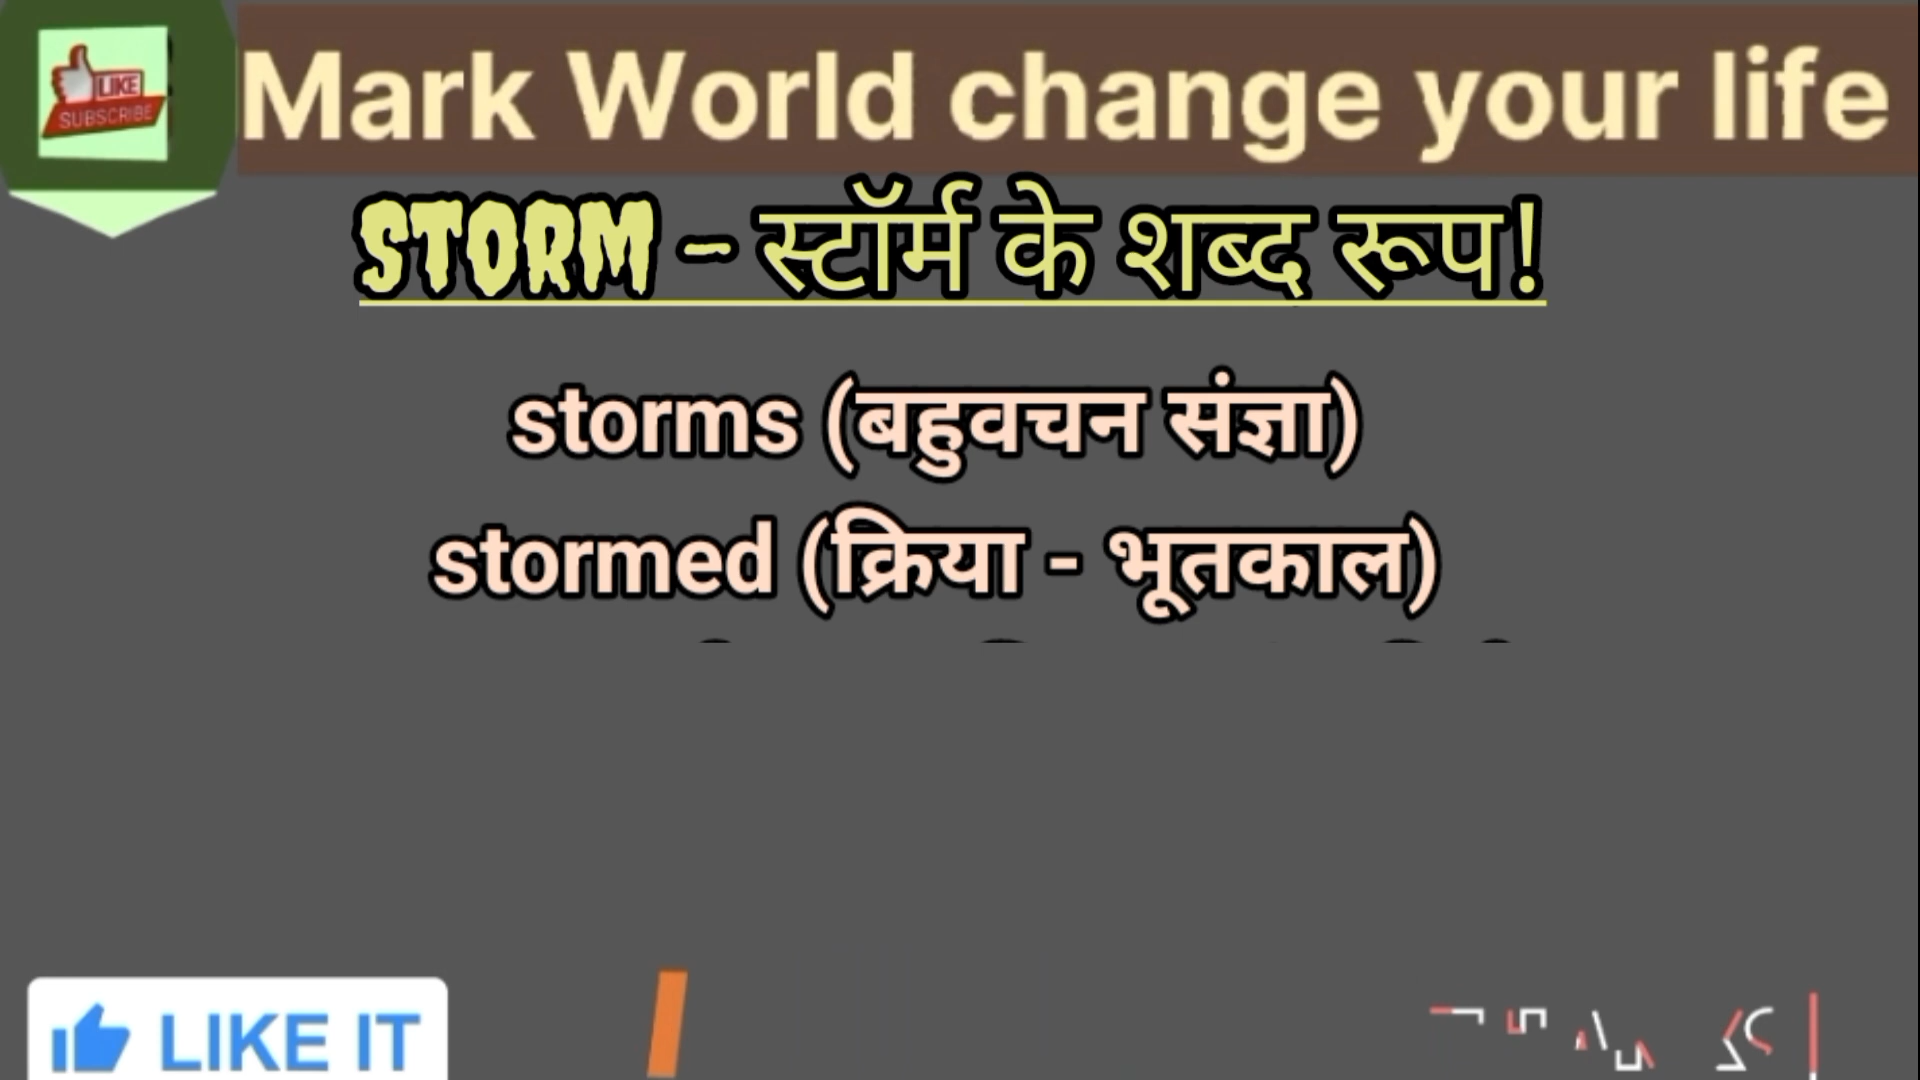 LIKE
SUBSCRIBE
Mark World change your life
STORM - स्टॉर्म के शब्द रूप!
storms (बहुवचन संज्ञा)
stormed (क्रिया - भूतकाल)
LIKE IT